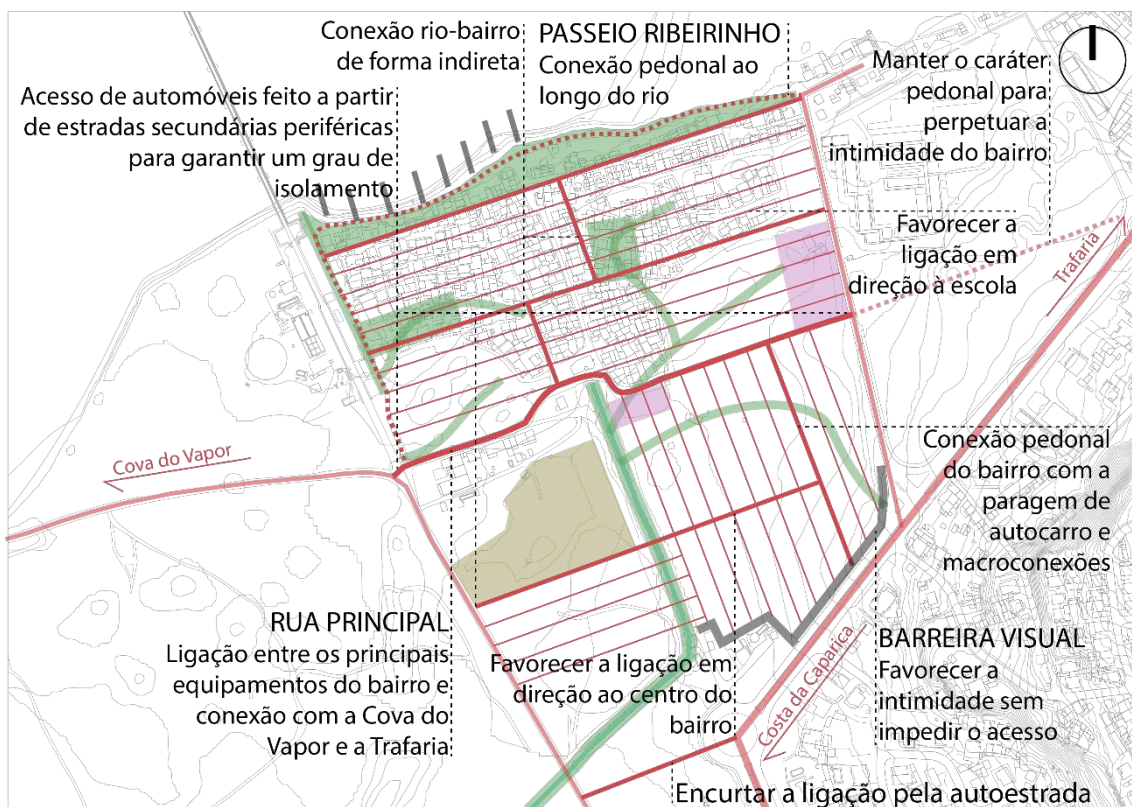 Conexão rio-bairro
de forma indireta
PASSEIO RIBEIRINHO
Conexão pedonal ao
longo do rio
Manter o caráter
pedonal para
perpetuar a
intimidade do bairro
Acesso de automóveis feito a partir
de estradas secundárias periféricas
para garantir um grau de
isolamento
Favorecer a
ligação em
direção à escola
Trafaria
Cova do Vapor
Conexão pedonal
do bairro com a
paragem de
autocarro e
macroconexões
RUA PRINCIPAL
Ligação entre os principais
equipamentos do bairro e
conexão com a Cova do
Vapor e a Trafaria
Favorecer a ligação em
direção ao centro do
bairro
Costa da Caparica
BARREIRA VISUAL
Favorecer a
intimidade sem
impedir o acesso
Encurtar a ligação pela autoestrada